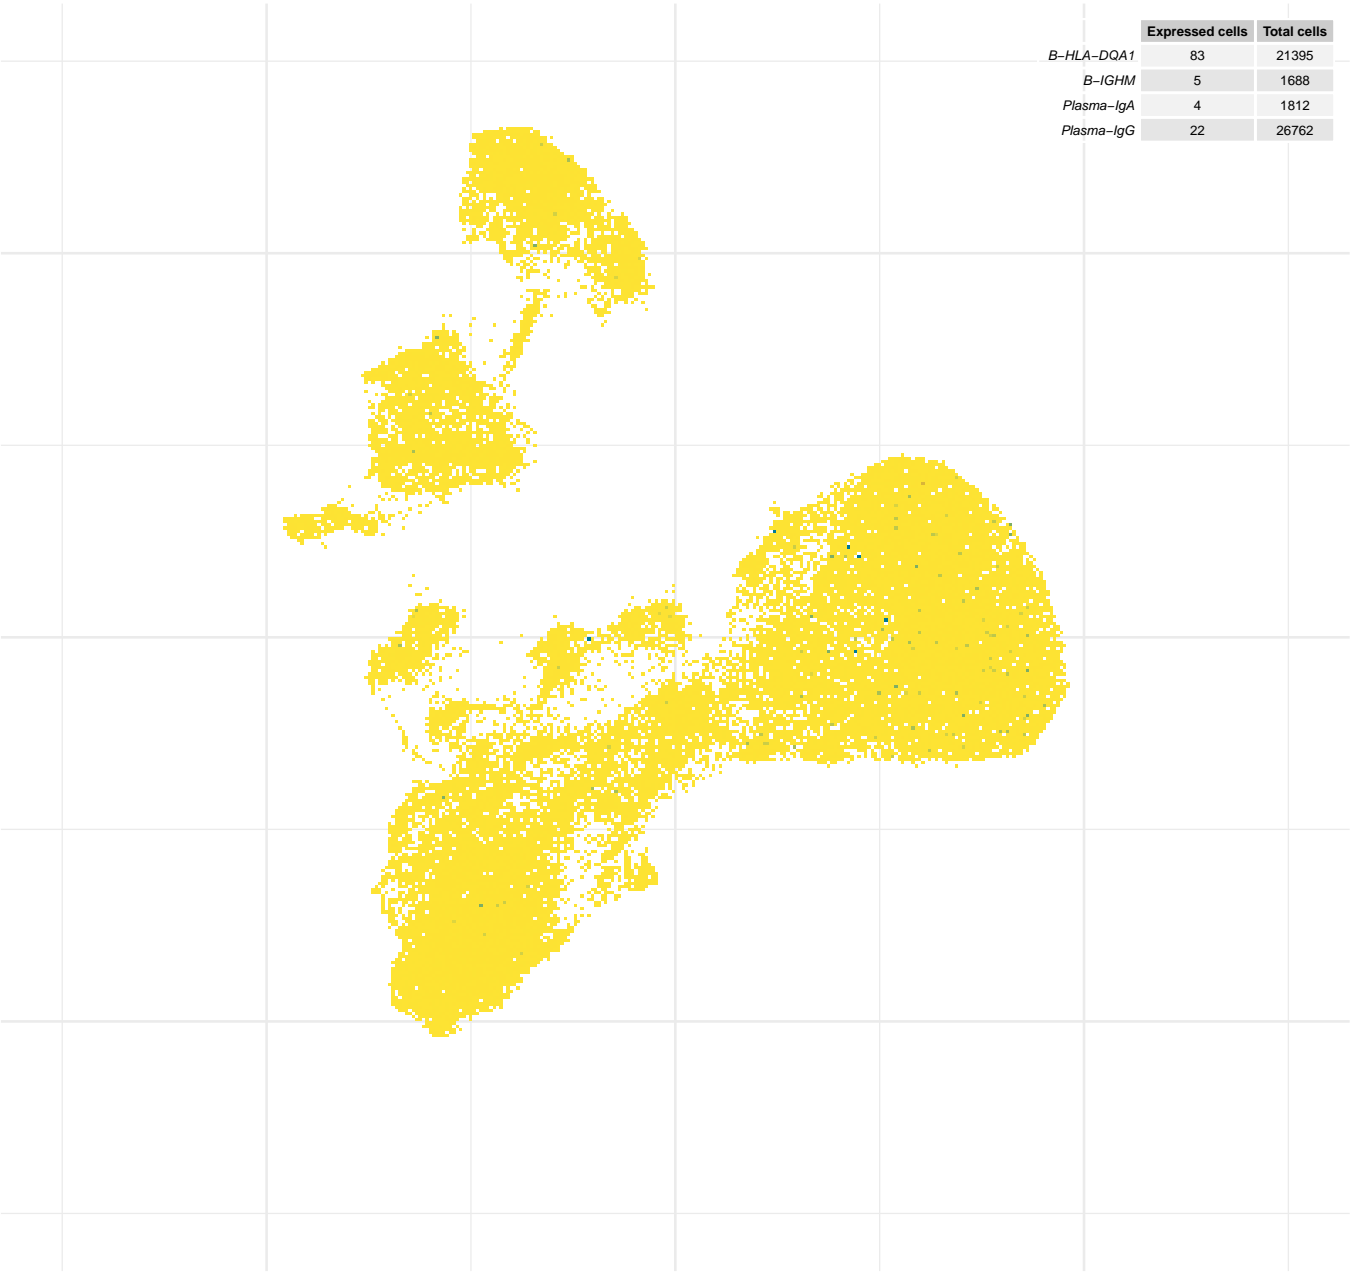 Expressed cells Total cells
B−HLA−DQA1 83 21395
B−IGHM 5 1688
Plasma−IgA 4 1812
Plasma−IgG 22 26762